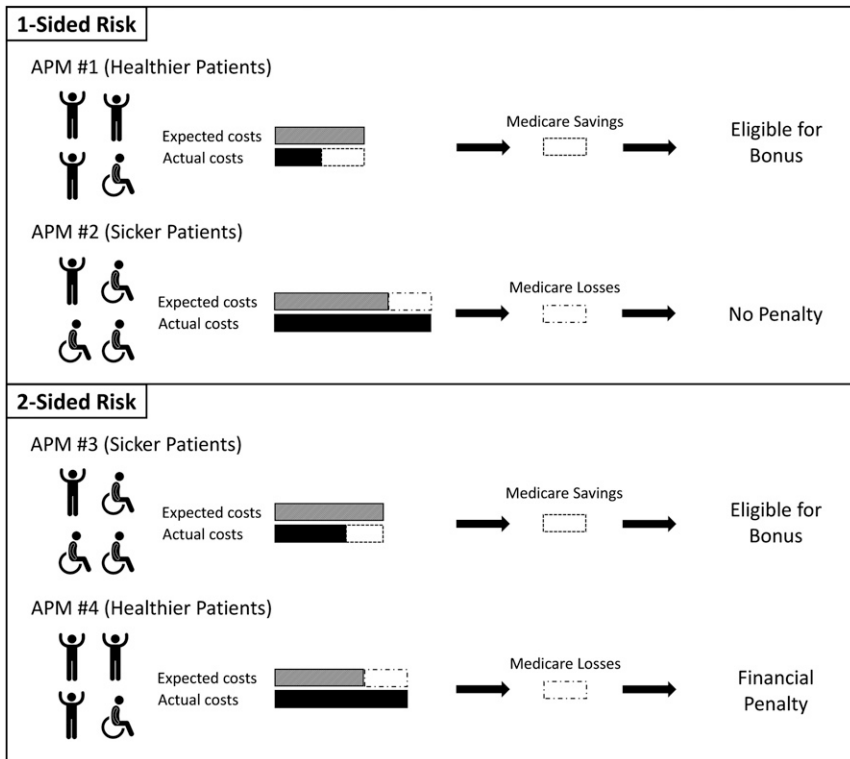 1-Sided Risk
APM #1 (Healthier Patients)
Expected costs
Actual costs
Medicare Savings
Eligible for
Bonus
APM #2 (Sicker Patients)
Expected costs
Actual costs
Medicare Losses
No Penalty
2-Sided Risk
APM #3 (Sicker Patients)
Expected costs
Actual costs
Medicare Savings
Eligible for
Bonus
APM #4 (Healthier Patients)
Expected costs
Actual costs
Medicare Losses
Financial
Penalty